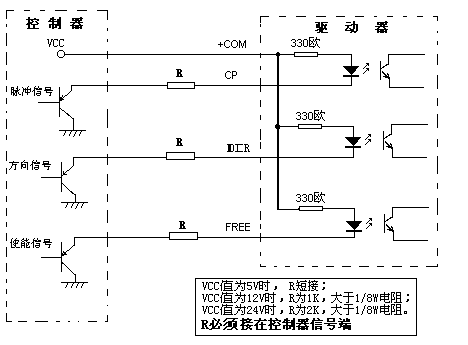 控制器
驱动器
VCC
+COM
330欧
R
CP
脉冲信号
330欧
R
DIR
方向信号
330欧
R
FREE
使能信号
VCC值为5V时， R短接；
VCC值为12V时，R为1K，大于1/8W电阻；
VCC值为24V时，R为2K，大于1/8W电阻。
R必须接在控制器信号端